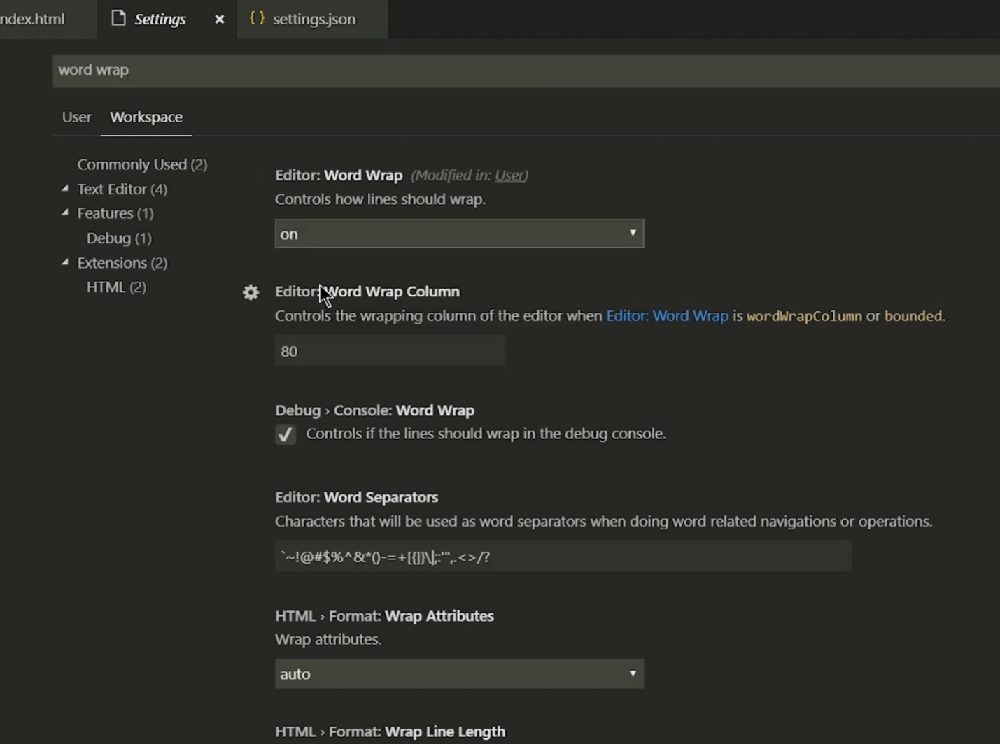 ndex.html
Settings
{ } settings.json
word wrap
User Workspace
Commonly Used (2)
Text Editor (4)
Features (1)
Debug (1)
Extensions (2)
HTML (2)
Editor: Word Wrap (Modified in: User)
Controls how lines should wrap.
on
Editor: Word Wrap Column
Controls the wrapping column of the editor when Editor: Word Wrap is wordWrapColumn or bounded.
80
Debug › Console: Word Wrap
Controls if the lines should wrap in the debug console.
Editor: Word Separators
Characters that will be used as word separators when doing word related navigations or operations.
`~!@#$%^&*()-=+[{]}\|;:'",.<>/?
HTML › Format: Wrap Attributes
Wrap attributes.
auto
HTML › Format: Wrap Line Length